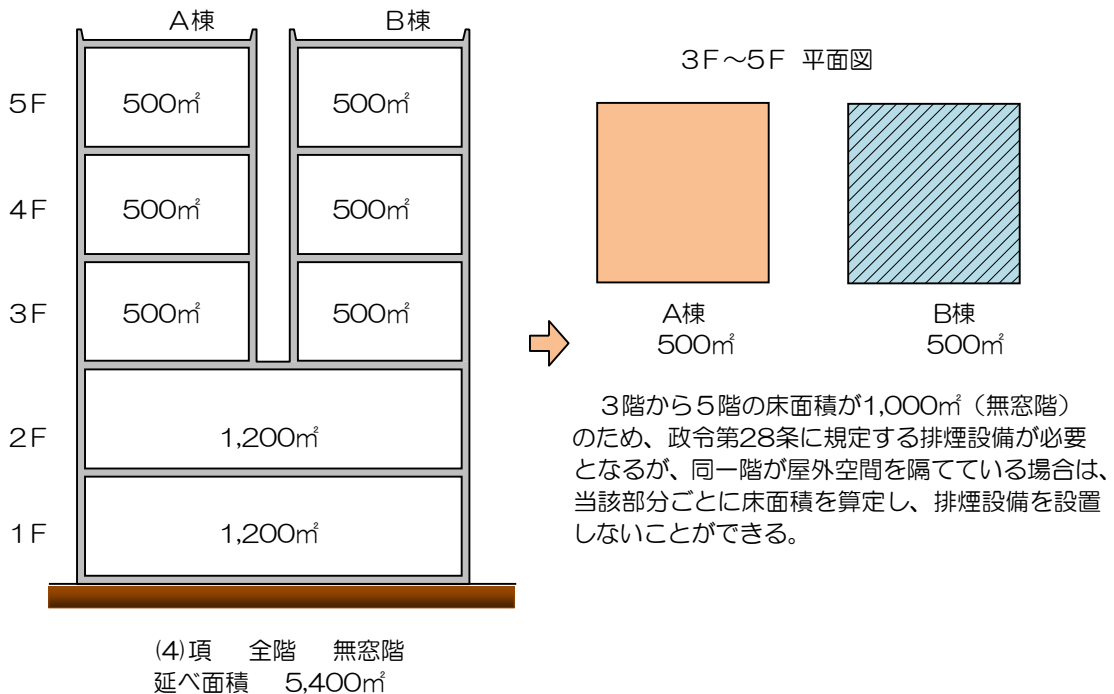 A棟 B棟
5F 500㎡ 500㎡
4F 500㎡ 500㎡
3F 500㎡ 500㎡
2F 1,200㎡
1F 1,200㎡
⑷項 全階 無窓階
延べ面積 5,400㎡
3F～5F 平面図
A棟 B棟
500㎡ 500㎡
3階から5階の床面積が1,000㎡（無窓階）
のため、政令第28条に規定する排煙設備が必要
となるが、同一階が屋外空間を隔てている場合は、
当該部分ごとに床面積を算定し、排煙設備を設置
しないことができる。